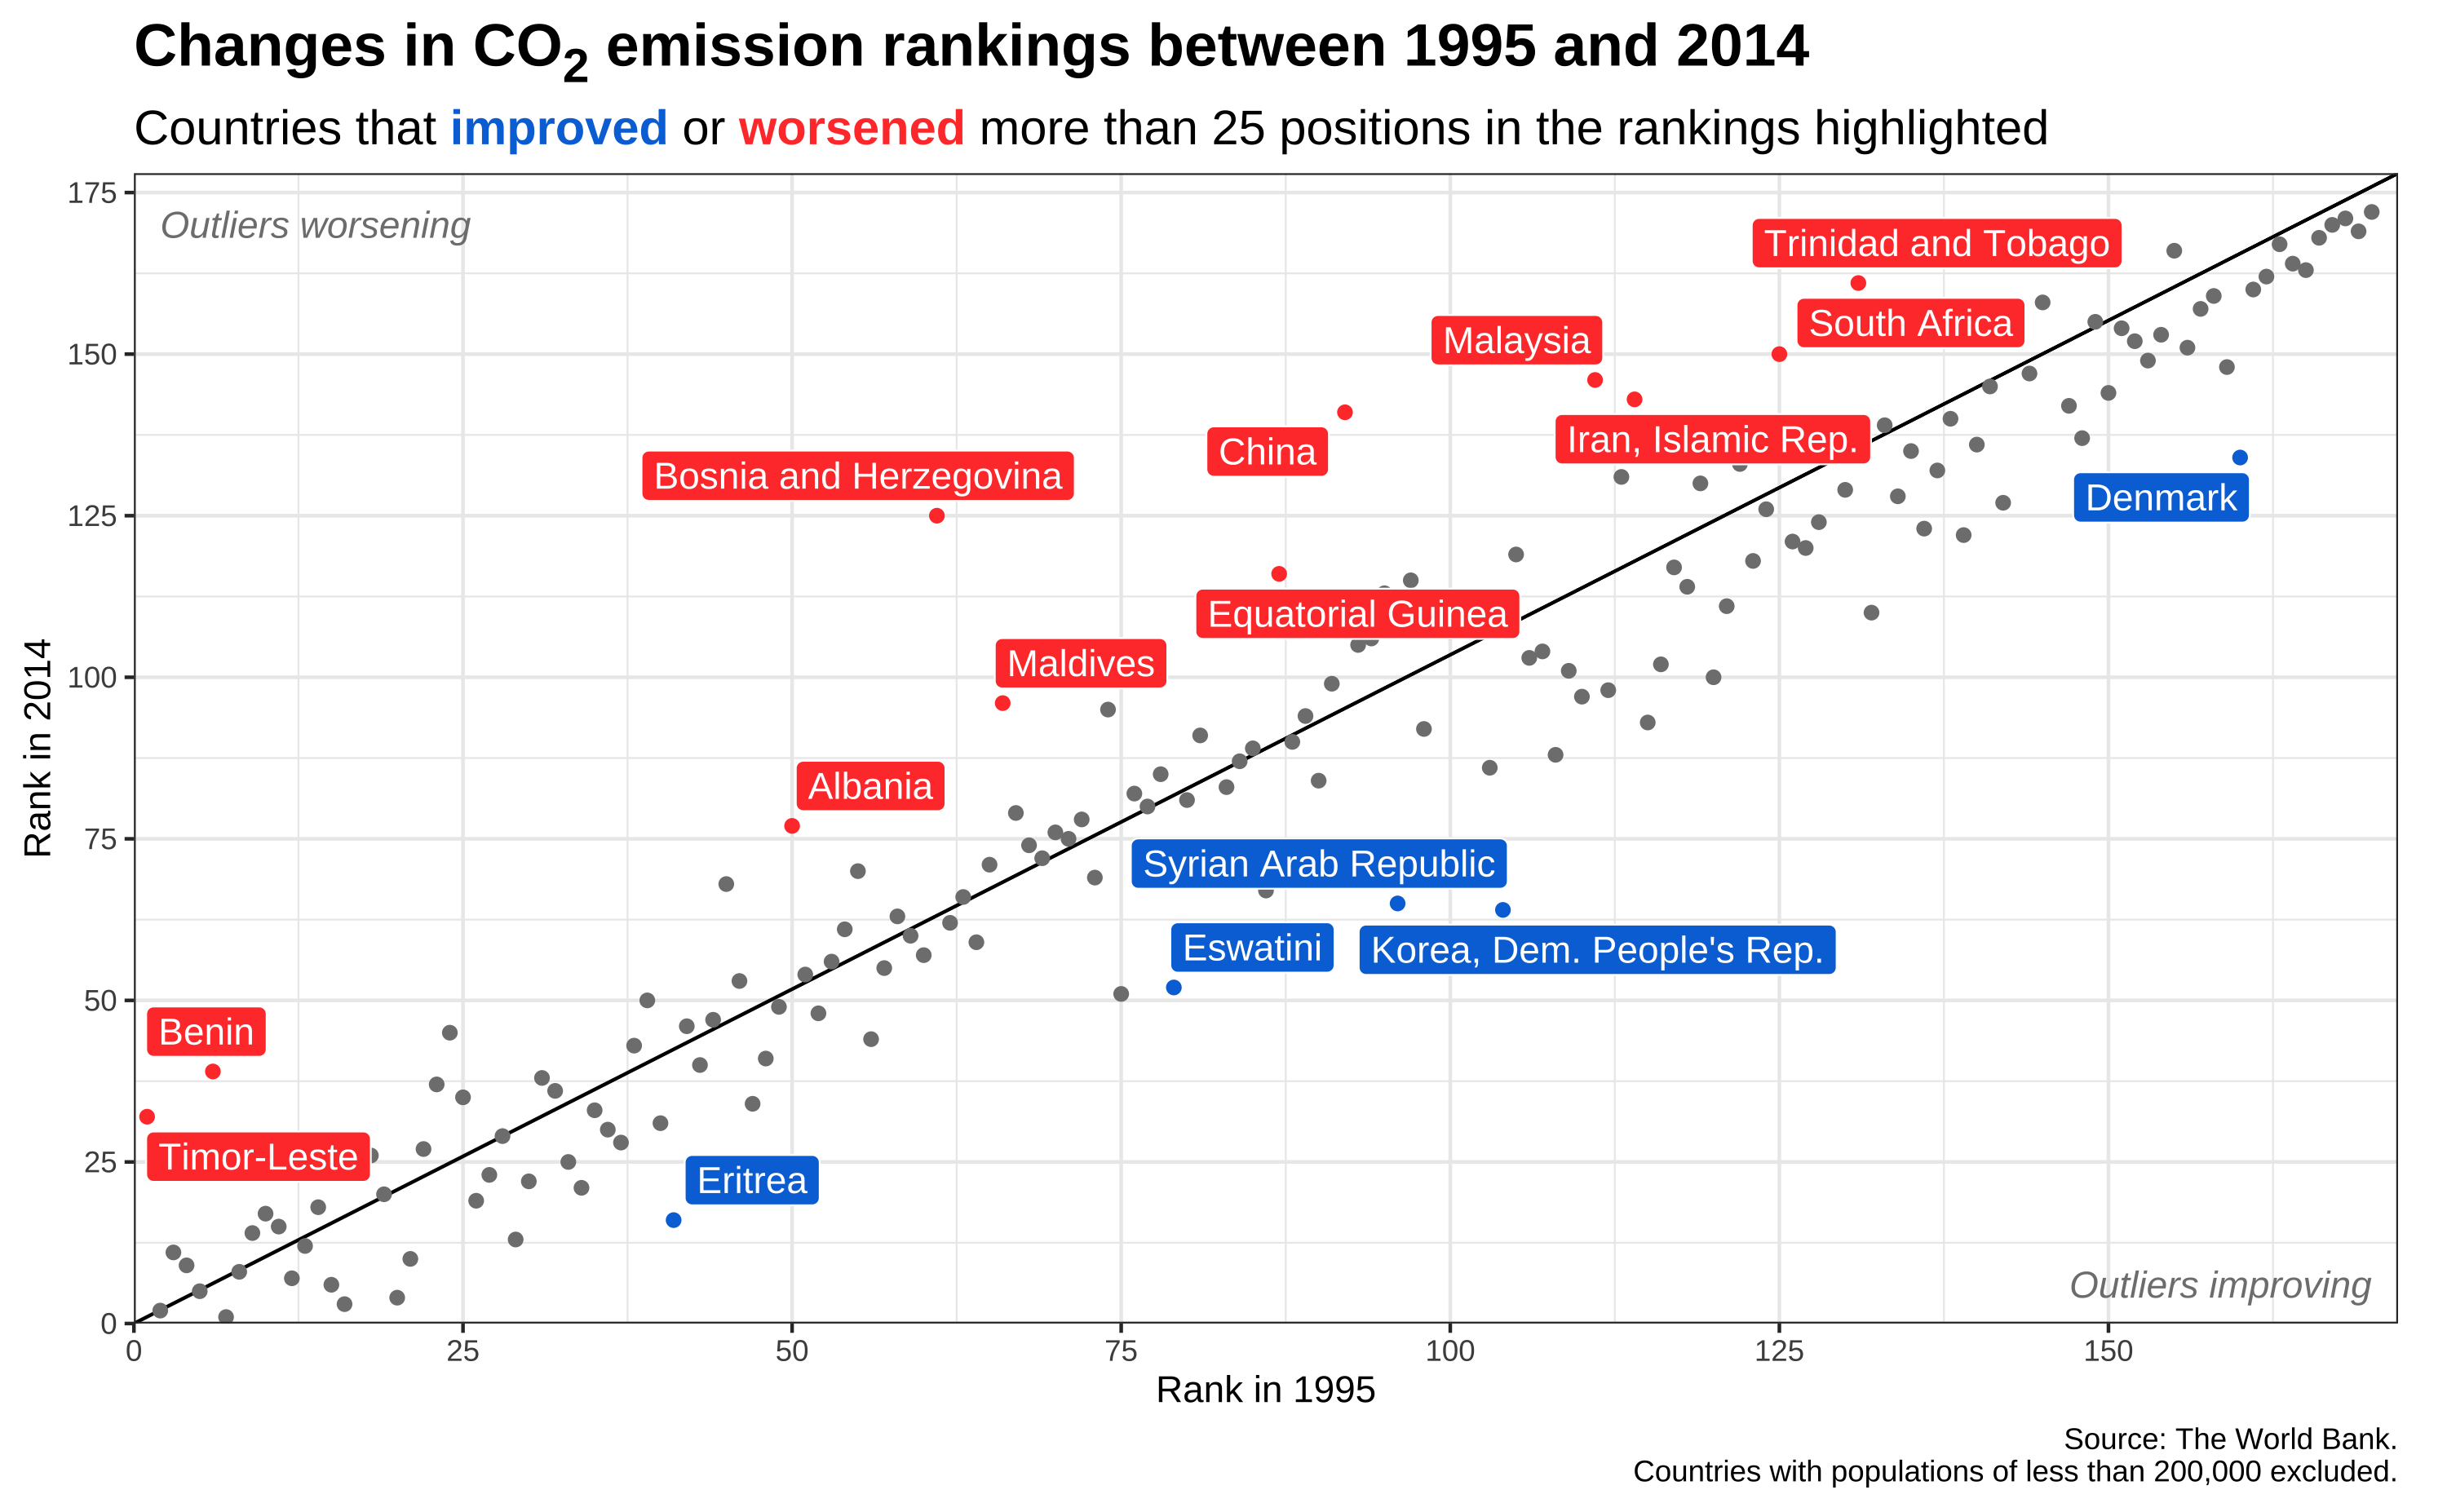 Changes in CO₂ emission rankings between 1995 and 2014
Countries that improved or worsened more than 25 positions in the rankings highlighted
175
Outliers worsening
Trinidad and Tobago
South Africa
Malaysia
150
China
Iran, Islamic Rep.
Bosnia and Herzegovina
Denmark
125
Equatorial Guinea
Maldives
100
Albania
Rank in 2014
75
Syrian Arab Republic
Eswatini
Korea, Dem. People's Rep.
50
Benin
Timor-Leste
25
Eritrea
Outliers improving
0
0 25 50 75 100 125 150
Rank in 1995
Source: The World Bank.
Countries with populations of less than 200,000 excluded.